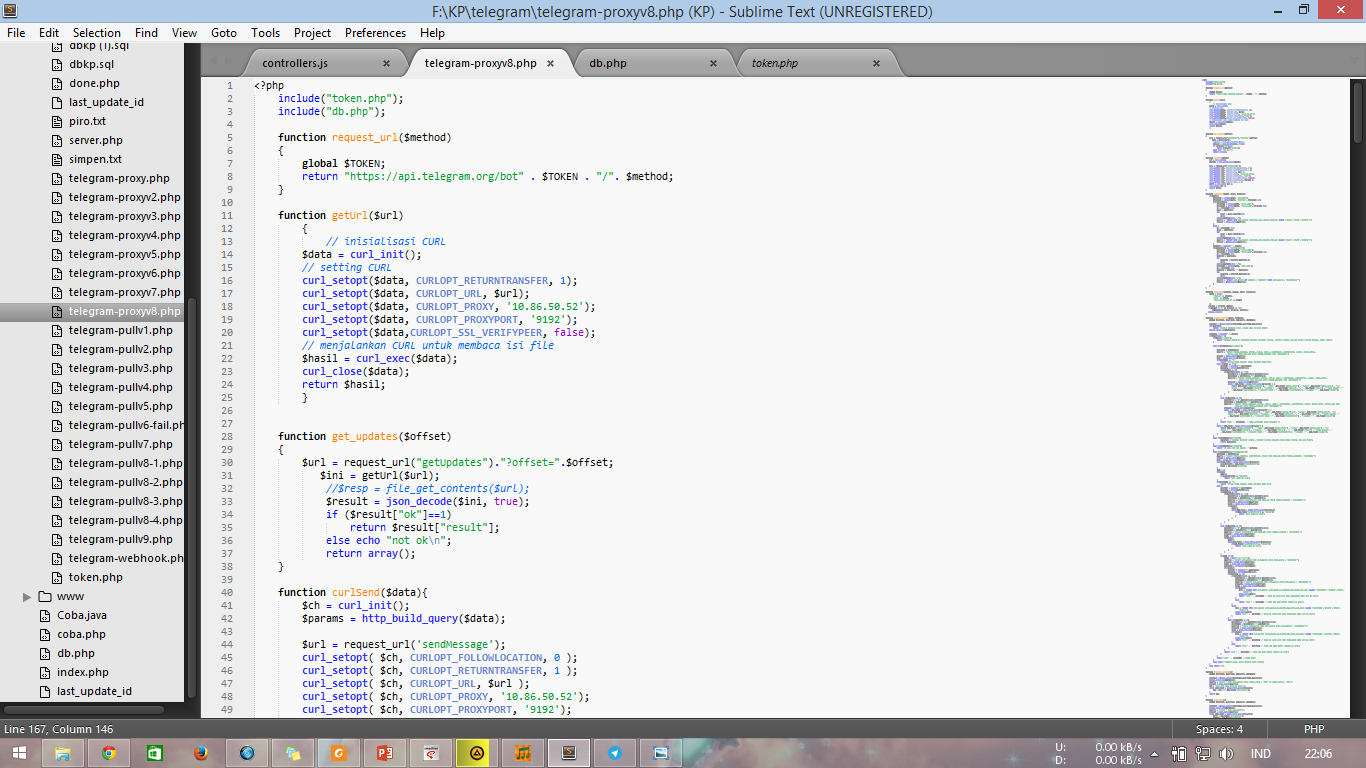 F:\KP\telegram\telegram-proxyv8.php (KP) - Sublime Text (UNREGISTERED)
File Edit Selection Find View Goto Tools Project Preferences Help
controllers.js × telegram-proxyv8.php × db.php × token.php ×
dbkp (1).sql
dbkp.sql
done.php
last_update_id
piro.txt
server.php
simpen.txt
telegram-proxy.php
telegram-proxyv2.php
telegram-proxyv3.php
telegram-proxyv4.php
telegram-proxyv5.php
telegram-proxyv6.php
telegram-proxyv7.php
telegram-proxyv8.php
telegram-pullv1.php
telegram-pullv2.php
telegram-pullv3.php
telegram-pullv4.php
telegram-pullv5.php
telegram-pullv6-fail.ph
telegram-pullv7.php
telegram-pullv8-1.php
telegram-pullv8-2.php
telegram-pullv8-3.php
telegram-pullv8-4.php
telegram-pullv9.php
telegram-webhook.ph
token.php
www
Coba.java
coba.php
db.php
index.php
last_update_id
1 <?php
2 include("token.php");
3 include("db.php");
4
5 function request_url($method)
6 {
7 global $TOKEN;
8 return "https://api.telegram.org/bot" . $TOKEN . "/". $method;
9 }
10
11 function getUrl($url)
12 {
13 // inisialisasi CURL
14 $data = curl_init();
15 // setting CURL
16 curl_setopt($data, CURLOPT_RETURNTRANSFER, 1);
17 curl_setopt($data, CURLOPT_URL, $url);
18 curl_setopt($data, CURLOPT_PROXY, '10.86.50.52');
19 curl_setopt($data, CURLOPT_PROXYPORT, '9192');
20 curl_setopt($data,CURLOPT_SSL_VERIFYPEER, false);
21 // menjalankan CURL untuk membaca isi file
22 $hasil = curl_exec($data);
23 curl_close($data);
24 return $hasil;
25 }
26
27
28 function get_updates($offset)
29 {
30 $url = request_url("getUpdates")."?offset=".$offset;
31 $ini = getUrl($url);
32 //$resp = file_get_contents($url);
33 $result = json_decode($ini, true);
34 if ($result["ok"]==1)
35 return $result["result"];
36 else echo "not ok\n";
37 return array();
38 }
39
40 function curlSend($data){
41 $ch = curl_init();
42 $params = http_build_query($data);
43
44 $url = request_url('sendMessage');
45 curl_setopt( $ch, CURLOPT_FOLLOWLOCATION, 0 );
46 curl_setopt( $ch, CURLOPT_RETURNTRANSFER, 1 );
47 curl_setopt( $ch, CURLOPT_URL, $url );
48 curl_setopt( $ch, CURLOPT_PROXY, '10.86.50.52');
49 curl_setopt( $ch, CURLOPT_PROXYPORT, '9192');
Line 167, Column 146 Spaces: 4 PHP
U: 0.00 kB/s
D: 0.00 kB/s
IND 22:06